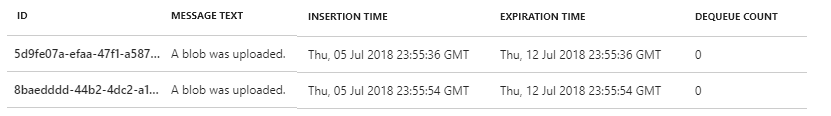 ID MESSAGE TEXT INSERTION TIME EXPIRATION TIME DEQUEUE COUNT
5d9fe07a-efaa-47f1-a587... A blob was uploaded. Thu, 05 Jul 2018 23:55:36 GMT Thu, 12 Jul 2018 23:55:36 GMT 0
8baedddd-44b2-4dc2-a1... A blob was uploaded. Thu, 05 Jul 2018 23:55:54 GMT Thu, 12 Jul 2018 23:55:54 GMT 0